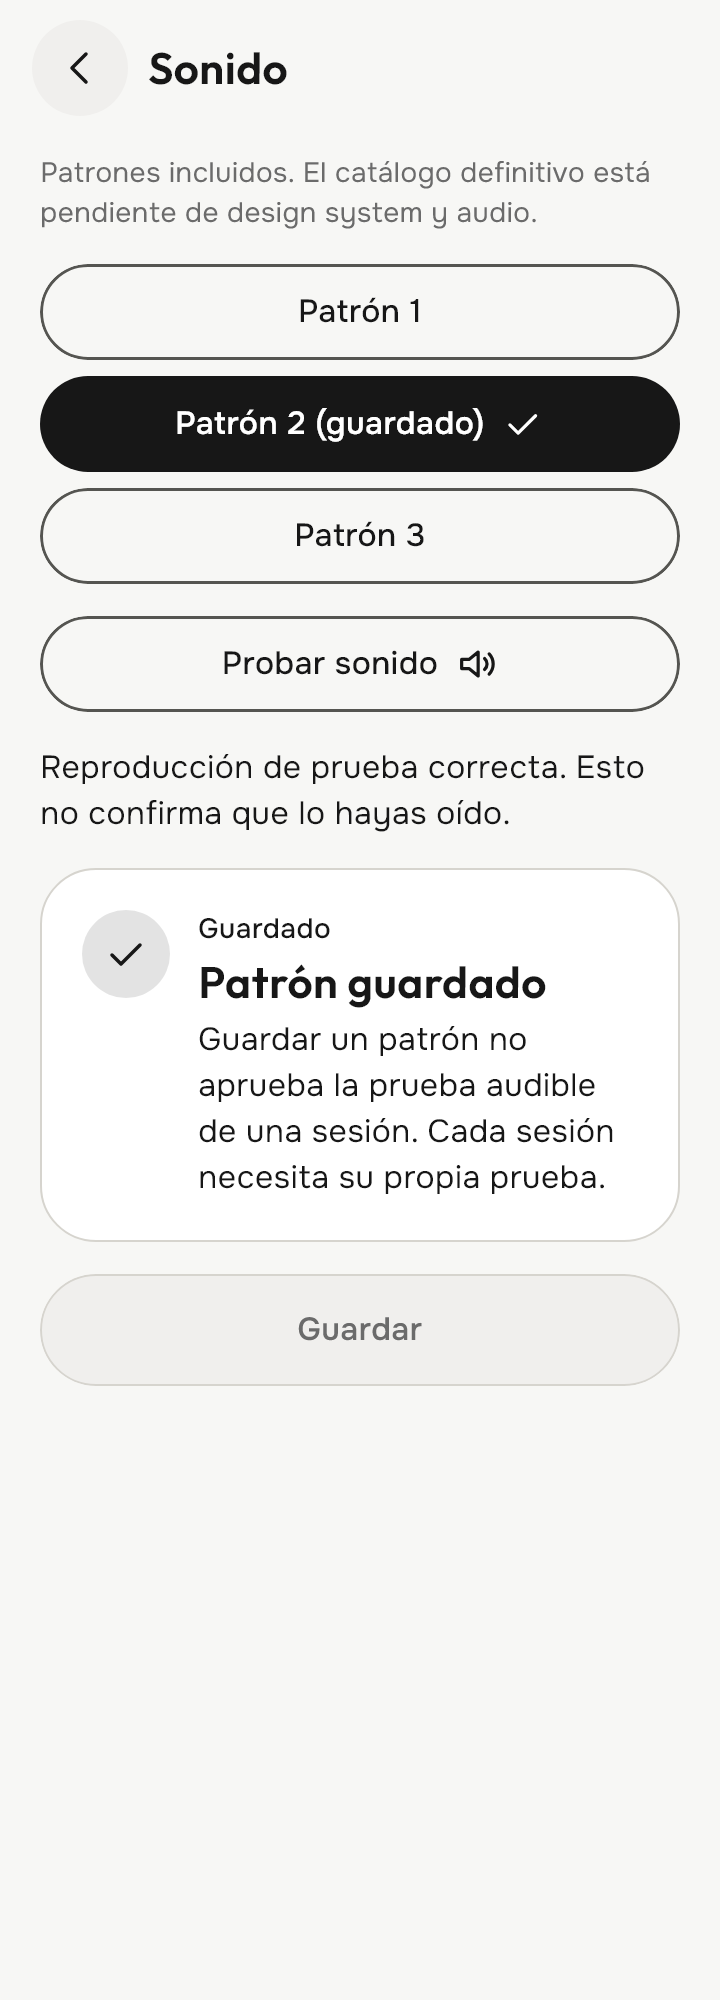 Sonido
Patrones incluidos. El catálogo definitivo está
pendiente de design system y audio.
Patrón 1
Patrón 2 (guardado)
Patrón 3
Probar sonido
Reproducción de prueba correcta. Esto
no confirma que lo hayas oído.
Guardado
Patrón guardado
Guardar un patrón no
aprueba la prueba audible
de una sesión. Cada sesión
necesita su propia prueba.
Guardar